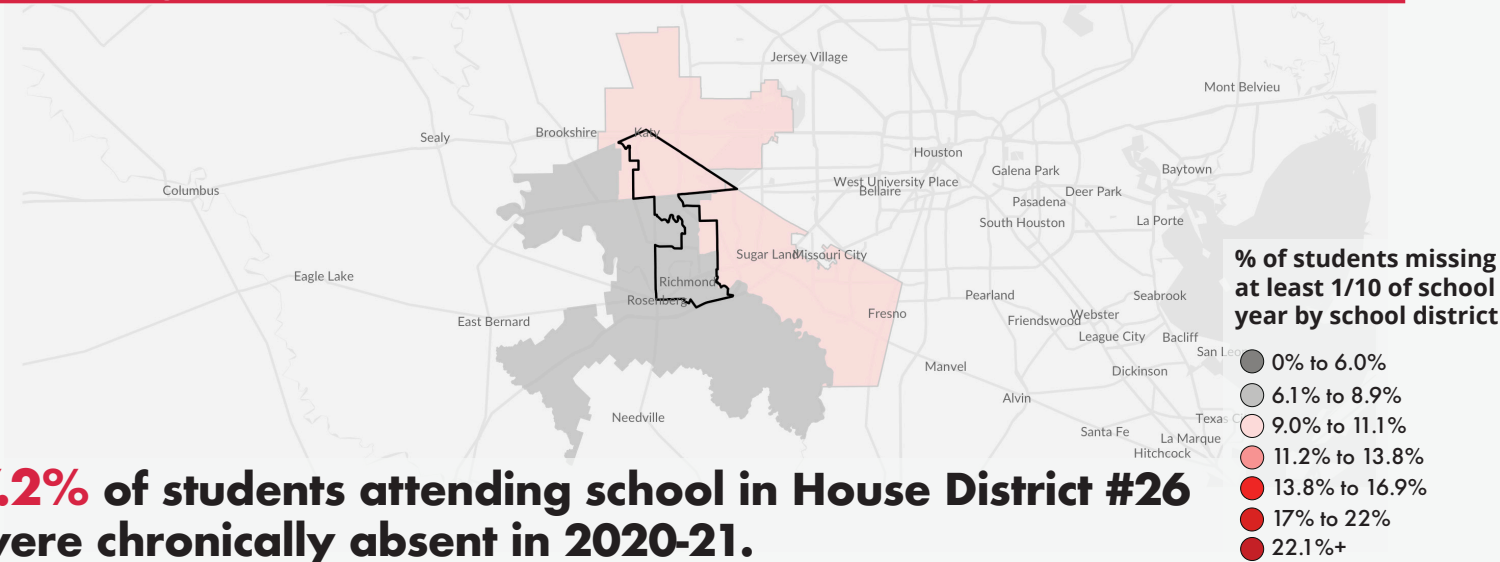 Jersey Village
Mont Belvieu
Brookshire
Katy
Sealy
Houston
Galena Park
Baytown
Columbus
West University Place
Bellaire
Deer Park
Pasadena
South Houston
La Porte
Sugar Land
Missouri City
Eagle Lake
Richmond
Rosenberg
Pearland
Seabrook
East Bernard
Fresno
Friendswood
Webster
League City
Bacliff
San Leo
Manvel
Dickinson
Alvin
Needville
Texas C
Santa Fe
La Marque
Hitchcock
% of students missing
at least 1/10 of school
year by school district
0% to 6.0%
6.1% to 8.9%
9.0% to 11.1%
11.2% to 13.8%
13.8% to 16.9%
17% to 22%
22.1%+
.2% of students attending school in House District #26
were chronically absent in 2020-21.